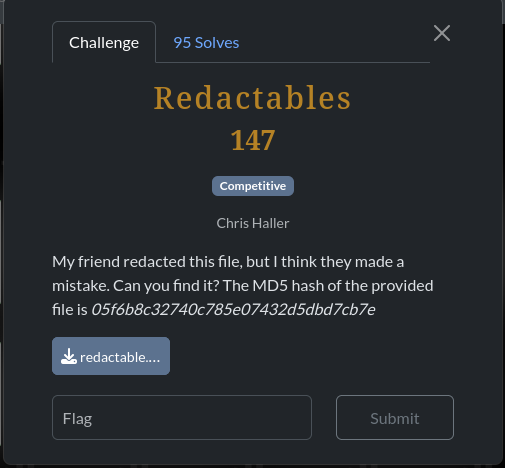 Challenge
95 Solves
Redactables
147
Competitive
Chris Haller
My friend redacted this file, but I think they made a
mistake. Can you find it? The MD5 hash of the provided
file is 05f6b8c32740c785e07432d5dbd7cb7e
redactable....
Flag
Submit